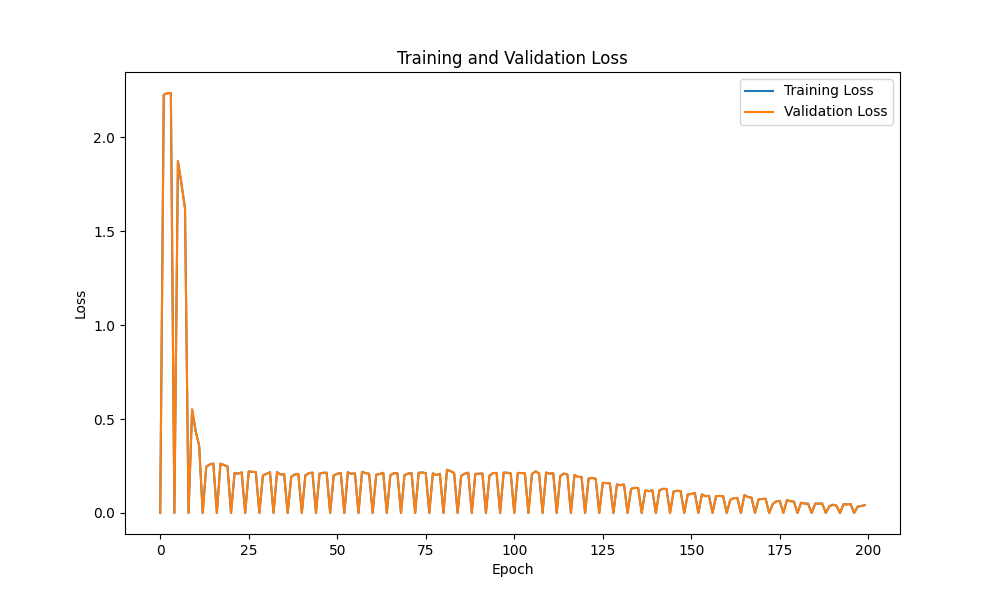 Training and Validation Loss
Training Loss
Validation Loss
2.0
1.5
1.0
0.5
0.0
Loss
0 25 50 75 100 125 150 175 200
Epoch